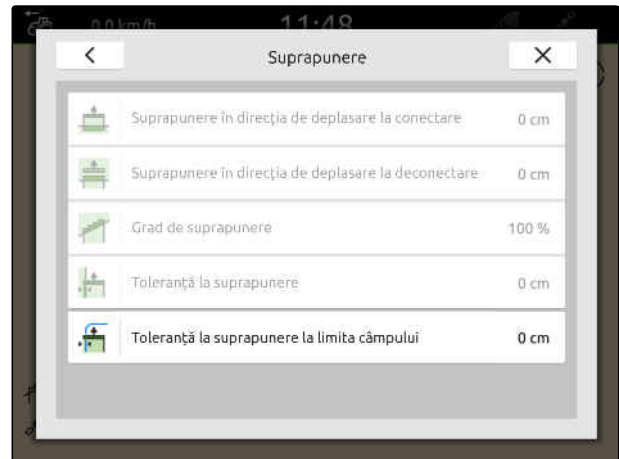 0.0 km/h
11:48
Suprapunere
Suprapunere în direcția de deplasare la conectare
0 cm
Suprapunere în direcția de deplasare la deconectare
0 cm
Grad de suprapunere
100 %
Toleranță la suprapunere
0 cm
Toleranță la suprapunere la limita câmpului
0 cm